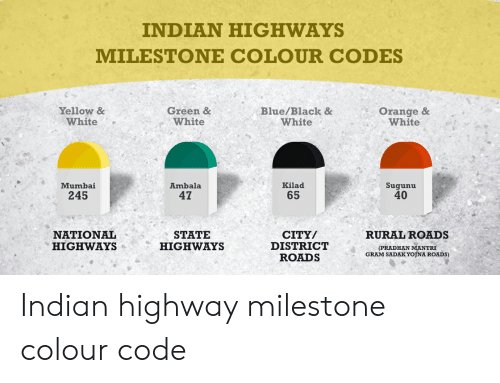 INDIAN HIGHWAYS
MILESTONE COLOUR CODES
Yellow &
White
Green &
White
Blue/Black &
White
Orange &
White
Mumbai
245
Ambala
47
Kilad
65
Sugunu
40
NATIONAL
HIGHWAYS
STATE
HIGHWAYS
CITY/
DISTRICT
ROADS
RURAL ROADS
(PRADHAN MANTRI
GRAM SADAK YOJNA ROADS)
Indian highway milestone
colour code